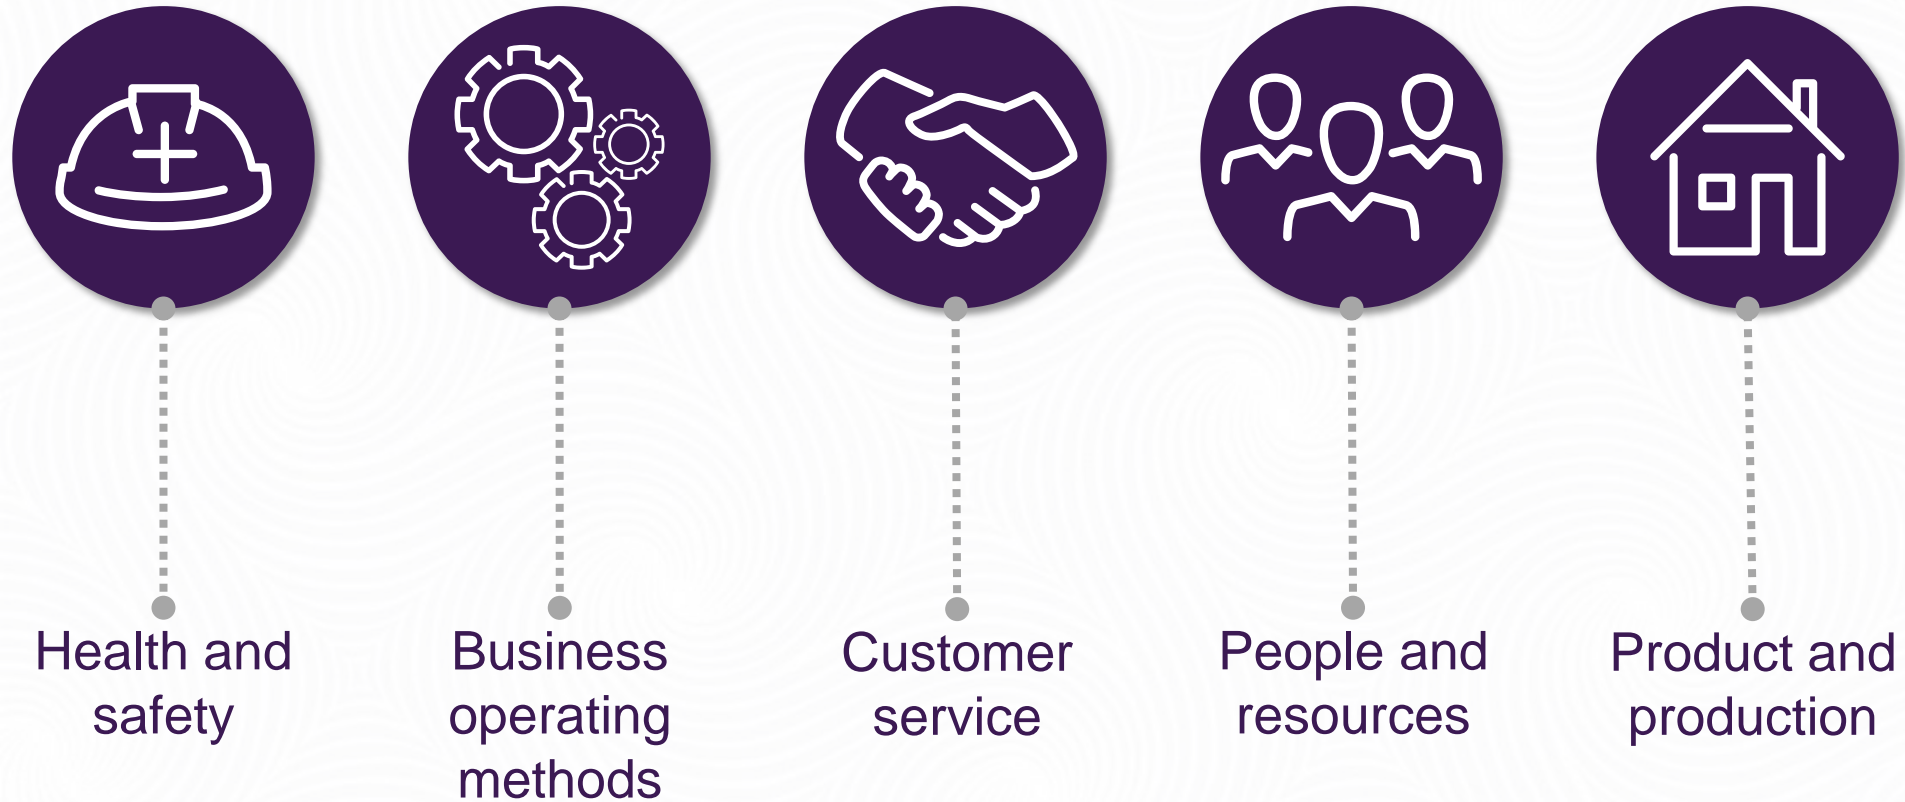 Health and
safety
Business
operating
methods
Customer
service
People and
resources
Product and
production